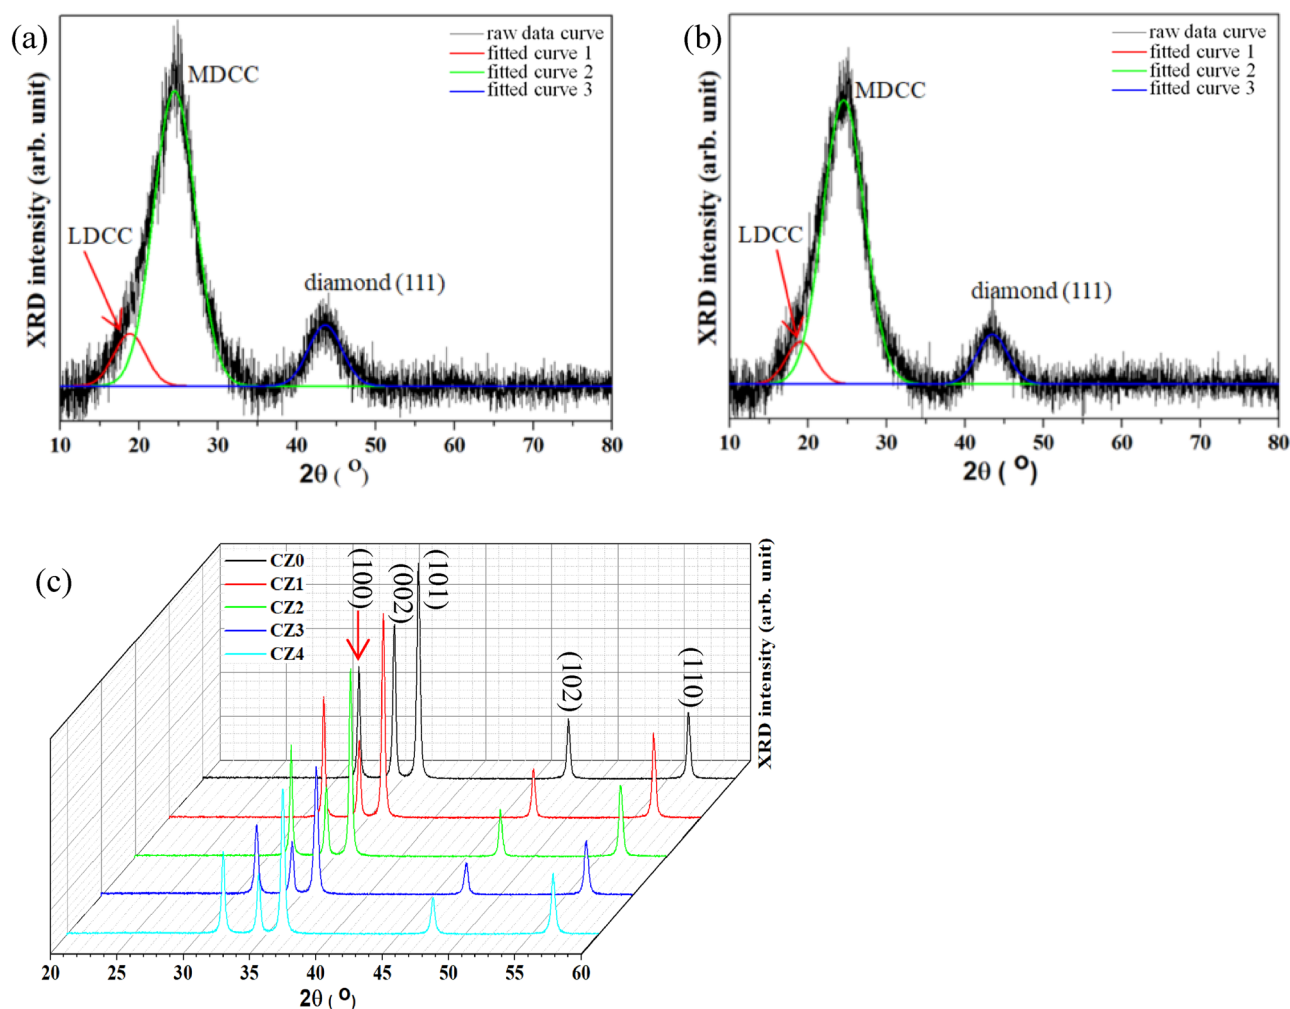 (a)
raw data curve
fitted curve 1
fitted curve 2
fitted curve 3
MDCC
LDCC
diamond (111)
XRD intensity (arb. unit)
10 20 30 40 50 60 70 80
2θ ( O)
(b)
raw data curve
fitted curve 1
fitted curve 2
fitted curve 3
MDCC
LDCC
diamond (111)
XRD intensity (arb. unit)
10 20 30 40 50 60 70 80
2θ ( O)
(c)
CZ0
CZ1
CZ2
CZ3
CZ4
(100)
(002)
(101)
(102)
(110)
XRD intensity (arb. unit)
20 25 30 35 40 45 50 55 60
2θ ( O)